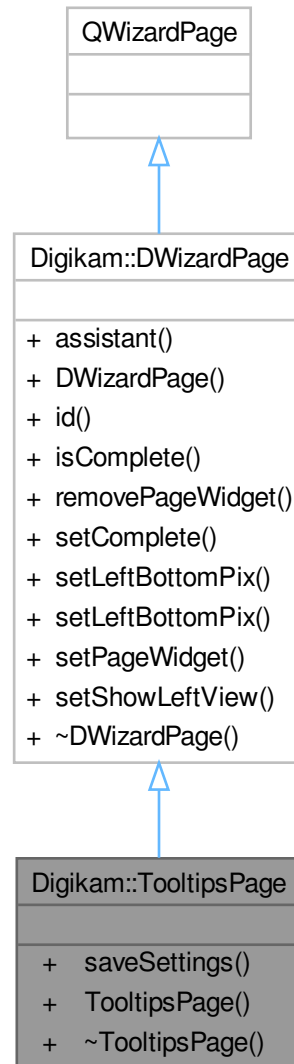 QWizardPage
Digikam::DWizardPage
+ assistant()
+ DWizardPage()
+ id()
+ isComplete()
+ removePageWidget()
+ setComplete()
+ setLeftBottomPix()
+ setLeftBottomPix()
+ setPageWidget()
+ setShowLeftView()
+ ~DWizardPage()
Digikam::TooltipsPage
+ saveSettings()
+ TooltipsPage()
+ ~TooltipsPage()